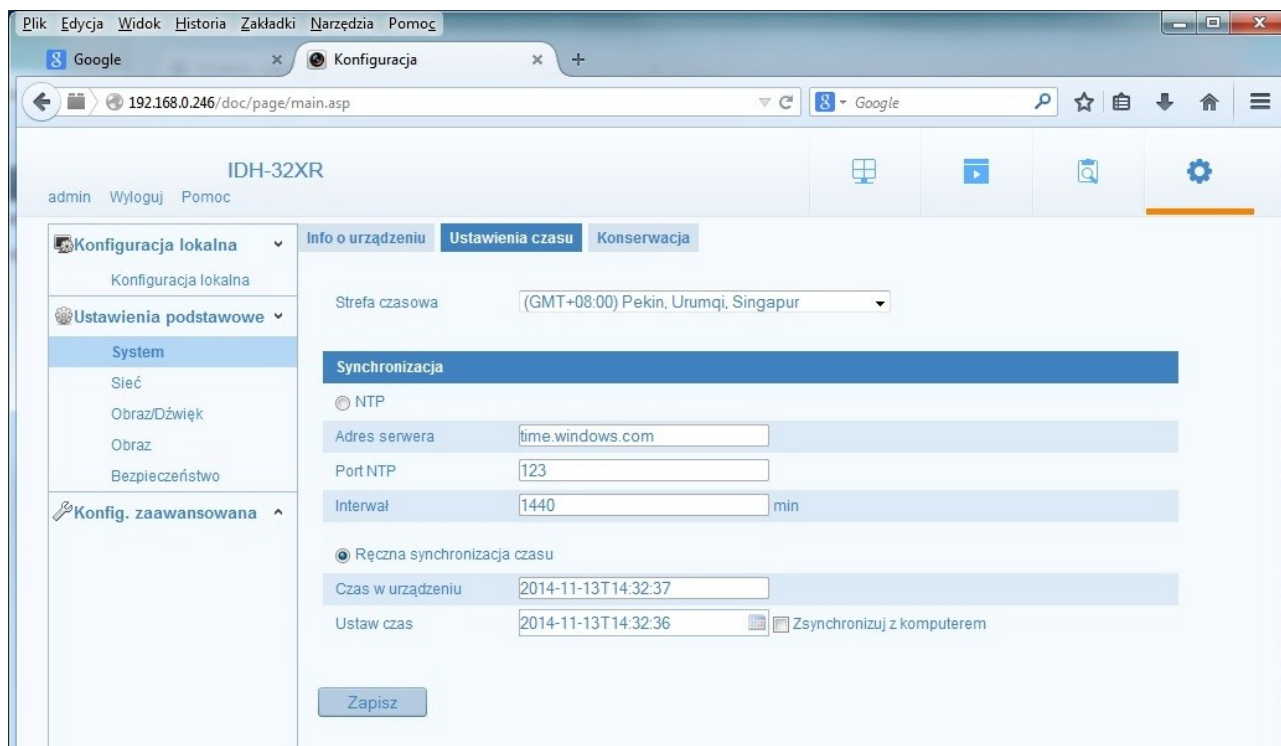 Plik Edycja Widok Historia Zakładki Narzędzia Pomoc
Google
Konfiguracja
192.168.0.246/doc/page/main.asp
Google
IDH-32XR
admin Wyloguj Pomoc
Konfiguracja lokalna
Konfiguracja lokalna
Ustawienia podstawowe
System
Sieć
Obraz/Dźwięk
Obraz
Bezpieczeństwo
Konfig. zaawansowana
Info o urządzeniu Ustawienia czasu Konserwacja
Strefa czasowa (GMT+08:00) Pekin, Urumqi, Singapur
Synchronizacja
NTP
Adres serwera time.windows.com
Port NTP 123
Interwał 1440 min
Ręczna synchronizacja czasu
Czas w urządzeniu 2014-11-13T14:32:37
Ustaw czas 2014-11-13T14:32:36 Zsynchronizuj z komputerem
Zapisz